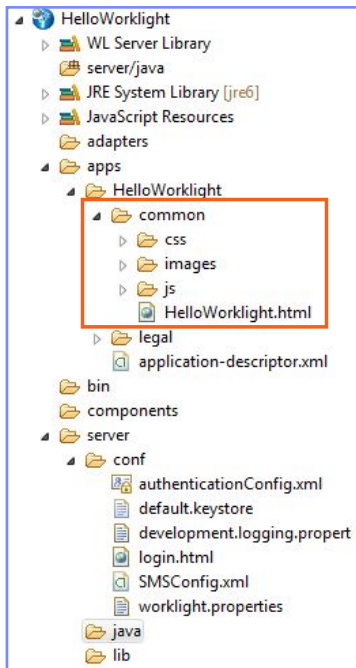 HelloWorklight
WL Server Library
server/java
JRE System Library [jre6]
JavaScript Resources
adapters
apps
HelloWorklight
common
css
images
js
HelloWorklight.html
legal
application-descriptor.xml
bin
components
server
conf
authenticationConfig.xml
default.keystore
development.logging.propert
login.html
SMSConfig.xml
worklight.properties
java
lib